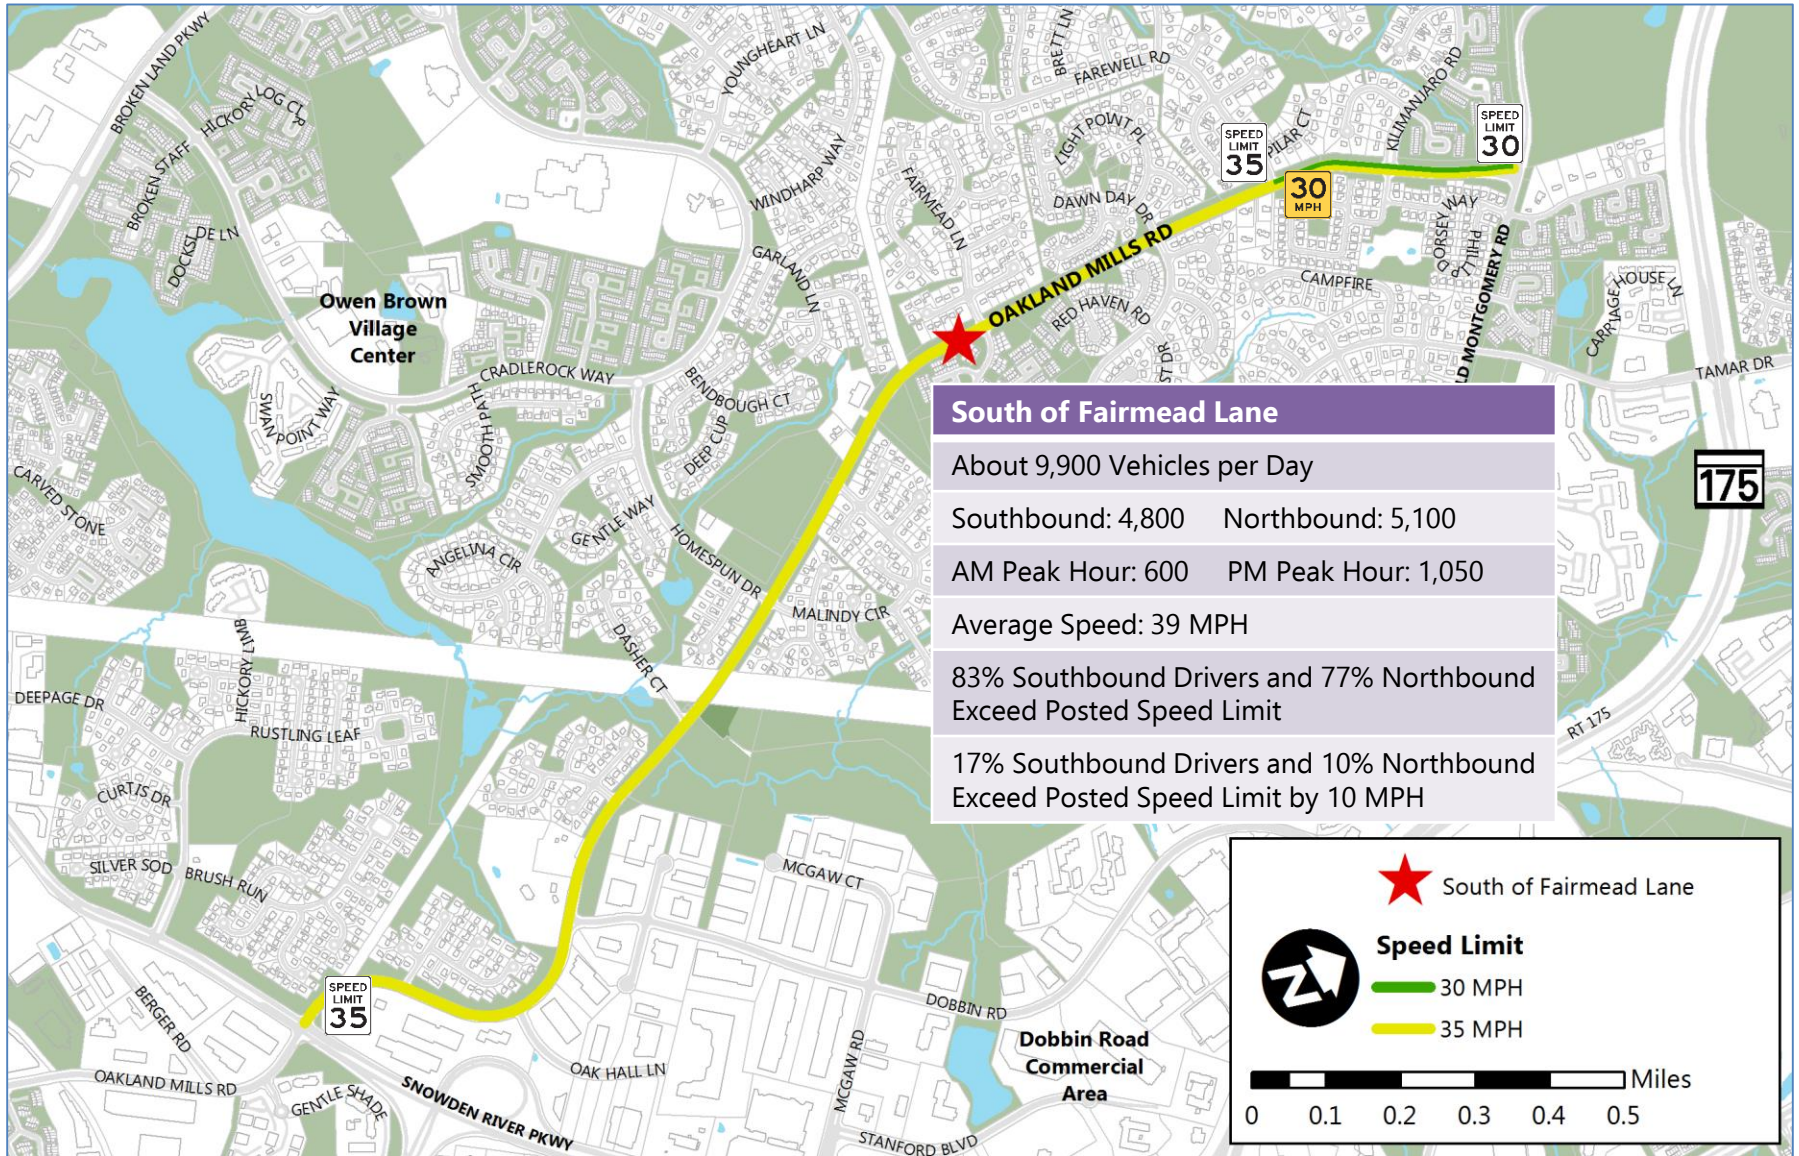 BROKEN LAND PKWY
HICKORY LOG CIR
BROKEN STAFF
DOCKSIDE LN
YOUNGHEART LN
BRETT LN
FAREWELL RD
LIGHT POINT PL
PILAR CT
KILIMANJARO RD
SPEED
LIMIT
35
SPEED
LIMIT
30
30
MPH
WINDHARP WAY
FAIRMEAD LN
DAWN DAY DR
DORSEY WAY
PHILLIP DR
GARLAND LN
OAKLAND MILLS RD
RED HAVEN RD
CAMPFIRE
LD MONTGOMERY RD
CARRIAGE HOUSE LN
TAMAR DR
Owen Brown
Village
Center
CRADLEROCK WAY
SWAN POINT WAY
SMOOTH PATH
BENDBOUGH CT
DEEP CUP
ST DR
CARVED STONE
ANGELINA CIR
GENTLE WAY
HOMESPUN DR
MALINDY CIR
DASHER CT
South of Fairmead Lane
About 9,900 Vehicles per Day
Southbound: 4,800 Northbound: 5,100
AM Peak Hour: 600 PM Peak Hour: 1,050
Average Speed: 39 MPH
83% Southbound Drivers and 77% Northbound
Exceed Posted Speed Limit
17% Southbound Drivers and 10% Northbound
Exceed Posted Speed Limit by 10 MPH
175
RT 175
HICKORY LIMB
DEEPAGE DR
RUSTLING LEAF
CURTIS DR
SILVER SOD
BRUSH RUN
MCGAW CT
SPEED
LIMIT
35
BERGER RD
OAKLAND MILLS RD
GENTLE SHADE
SNOWDEN RIVER PKWY
OAK HALL LN
MCGAW RD
DOBBIN RD
Dobbin Road
Commercial
Area
STANFORD BLVD
South of Fairmead Lane
N
Speed Limit
30 MPH
35 MPH
Miles
0 0.1 0.2 0.3 0.4 0.5